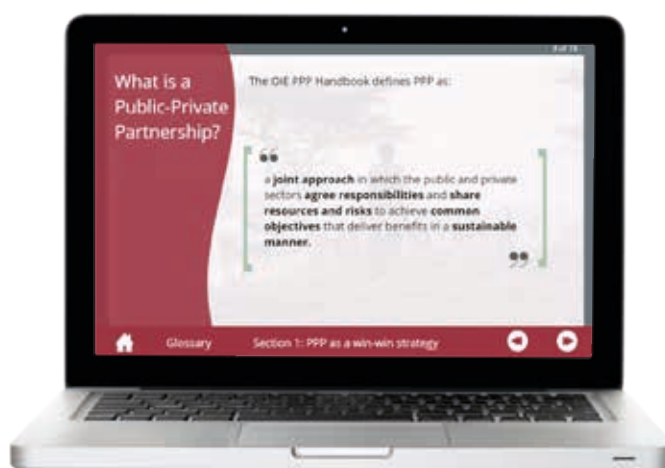 What is a
Public-Private
Partnership?
The OIE PPP Handbook defines PPP as:
“
a joint approach in which the public and private
sectors agree responsibilities and share
resources and risks to achieve common
objectives that deliver benefits in a sustainable
manner.
”
Glossary
Section 1: PPP as a win-win strategy